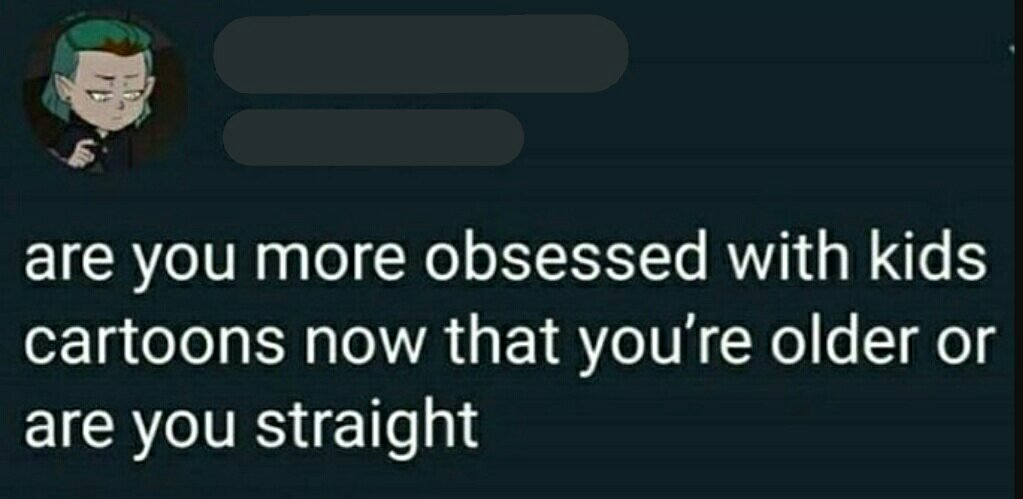 are you more obsessed with kids
cartoons now that you’re older or
are you straight